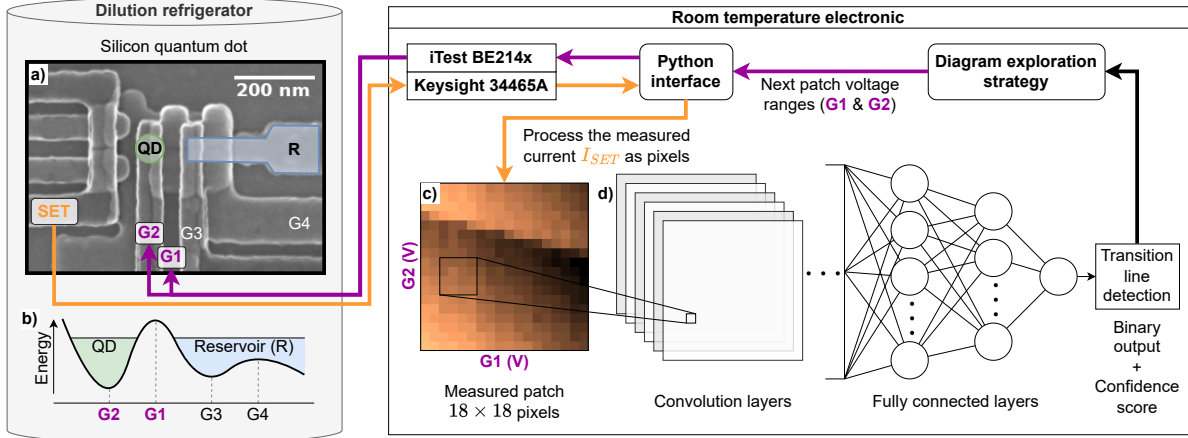 Dilution refrigerator
Silicon quantum dot
a)
200 nm
QD
R
SET
G2
G1
G3
G4
b)
Energy
QD
Reservoir (R)
G2
G1
G3
G4
Room temperature electronic
iTest BE214x
Keysight 34465A
Python
interface
Next patch voltage
ranges (G1 & G2)
Diagram exploration
strategy
Process the measured
current I_SET as pixels
c)
G2 (V)
G1 (V)
Measured patch
18 × 18 pixels
d)
Convolution layers
Fully connected layers
Transition
line
detection
Binary
output
+
Confidence
score